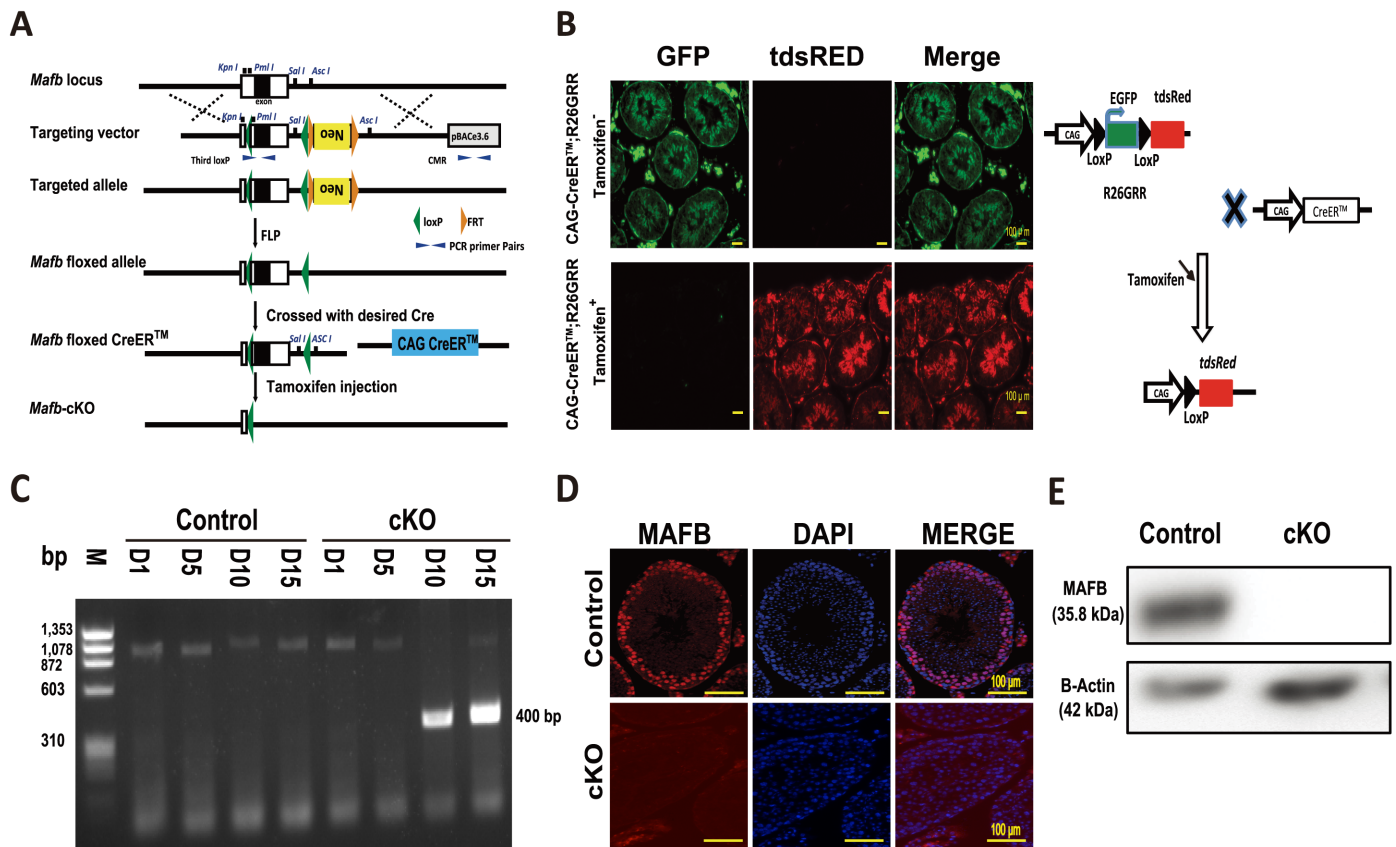 A
Kpn I
Pml I
Sal I
Asc I
Mafb locus
exon
Kpn I
Pml I
Sal I
Asc I
Targeting vector
Neo
pBACe3.6
Third loxP
CMR
Targeted allele
Neo
loxP
FRT
FLP
PCR primer Pairs
Mafb floxed allele
Crossed with desired Cre
Sal I
ASC I
Mafb floxed CreER™
CAG CreER™
Tamoxifen injection
Mafb-cKO
B
GFP
tdsRED
Merge
CAG-CreER™;R26GRR
Tamoxifen-
100 µm
CAG-CreER™;R26GRR
Tamoxifen+
100 µm
EGFP
tdsRed
CAG
LoxP
LoxP
R26GRR
CAG
CreER™
Tamoxifen
tdsRed
CAG
LoxP
C
Control
cKO
bp
M
D1
D5
D10
D15
D1
D5
D10
D15
1,353
1,078
872
603
310
400 bp
D
MAFB
DAPI
MERGE
Control
100 µm
cKO
100 µm
E
Control
cKO
MAFB
(35.8 kDa)
B-Actin
(42 kDa)